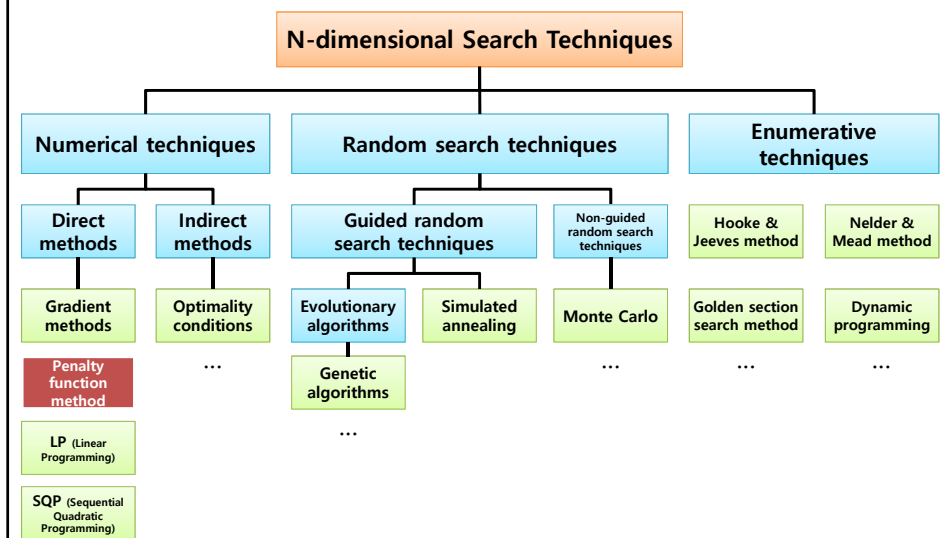 N-dimensional Search Techniques
Numerical techniques
Random search techniques
Enumerative
techniques
Direct
methods
Indirect
methods
Guided random
search techniques
Non-guided
random search
techniques
Hooke &
Jeeves method
Nelder &
Mead method
Gradient
methods
Optimality
conditions
Evolutionary
algorithms
Simulated
annealing
Monte Carlo
Golden section
search method
Dynamic
programming
Penalty
function
method
...
Genetic
algorithms
...
...
...
...
LP (Linear
Programming)
SQP (Sequential
Quadratic
Programming)